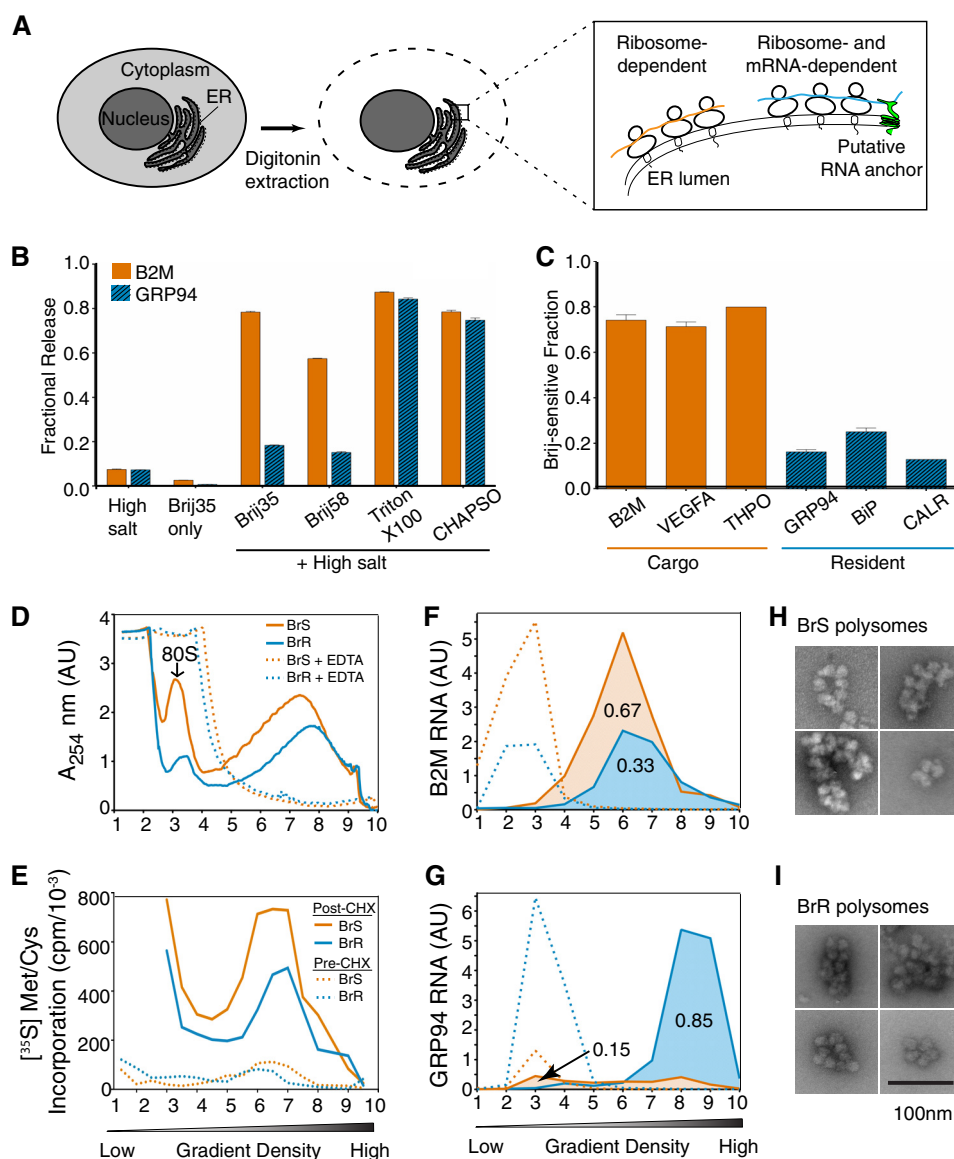 A
Cytoplasm
Nucleus
ER
Digitonin
extraction
Ribosome-
dependent
Ribosome- and
mRNA-dependent
ER lumen
Putative
RNA anchor
B
Fractional Release
1.0
0.8
0.6
0.4
0.2
0.0
B2M
GRP94
High
salt
Brij35
only
Brij35
Brij58
Triton
X100
CHAPSO
+ High salt
C
Brij-sensitive Fraction
1.0
0.8
0.6
0.4
0.2
0.0
B2M
VEGFA
THPO
GRP94
BiP
CALR
Cargo
Resident
D
A254 nm (AU)
4
3
2
1
0
80S
BrS
BrR
BrS + EDTA
BrR + EDTA
1 2 3 4 5 6 7 8 9 10
F
B2M RNA (AU)
5
4
3
2
1
0
0.67
0.33
1 2 3 4 5 6 7 8 9 10
H
BrS polysomes
E
[35S] Met/Cys
Incorporation (cpm/10-3)
800
600
400
200
0
Post-CHX
BrS
BrR
Pre-CHX
BrS
BrR
1 2 3 4 5 6 7 8 9 10
Low Gradient Density High
G
GRP94 RNA (AU)
6
5
4
3
2
1
0
0.85
0.15
1 2 3 4 5 6 7 8 9 10
Low Gradient Density High
I
BrR polysomes
100nm